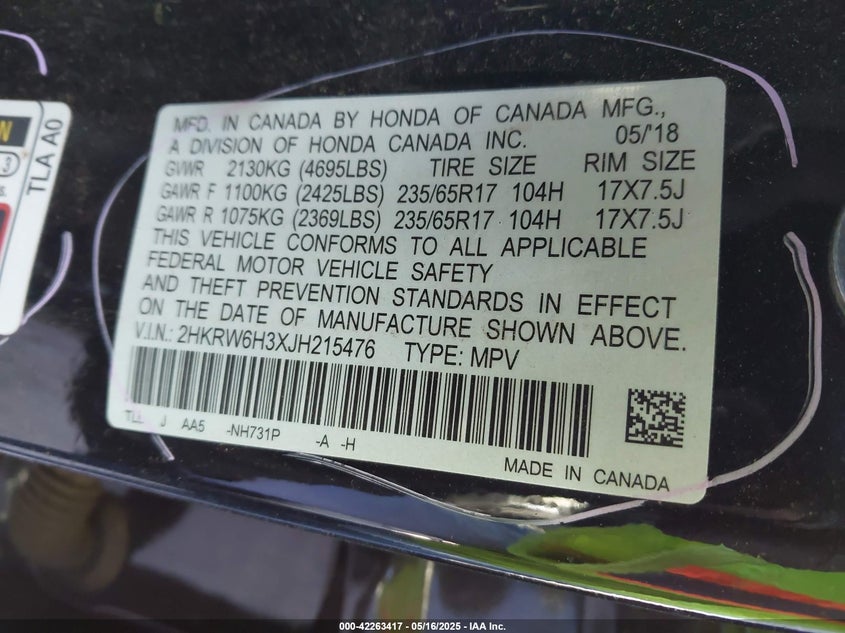 MFD. IN CANADA BY HONDA OF CANADA MFG.,
A DIVISION OF HONDA CANADA INC. 05/'18
GVWR 2130KG (4695LBS) TIRE SIZE RIM SIZE
GAWR F 1100KG (2425LBS) 235/65R17 104H 17X7.5J
GAWR R 1075KG (2369LBS) 235/65R17 104H 17X7.5J
THIS VEHICLE CONFORMS TO ALL APPLICABLE
FEDERAL MOTOR VEHICLE SAFETY
AND THEFT PREVENTION STANDARDS IN EFFECT
ON THE DATE OF MANUFACTURE SHOWN ABOVE.
V.I.N.: 2HKRW6H3XJH215476 TYPE: MPV
TLL J AA5 -NH731P -A -H
MADE IN CANADA
N
3
s.
TLA A0
000-42263417 - 05/16/2025 - IAA Inc.